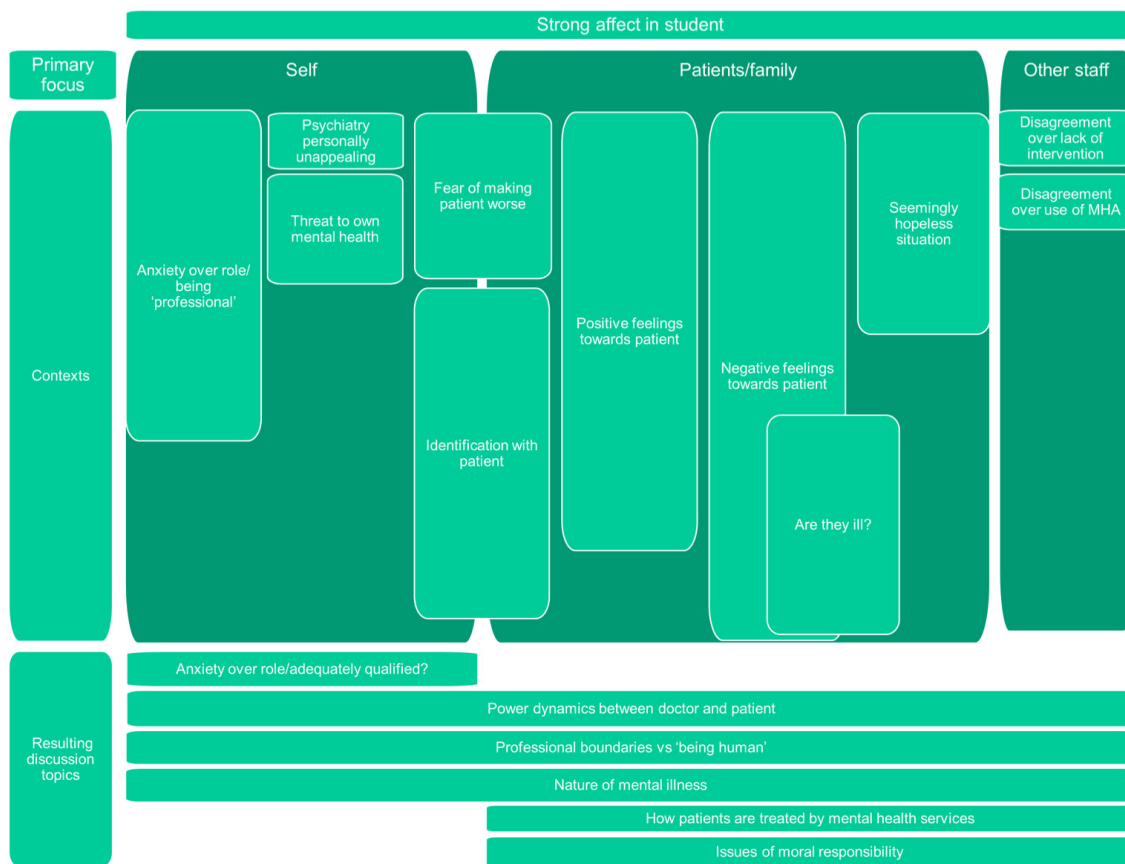 Strong affect in student
Primary
focus
Self
Patients/family
Other staff
Contexts
Anxiety over role/
being ‘professional’
Psychiatry
personally
unappealing
Threat to own
mental health
Fear of making
patient worse
Identification with
patient
Positive feelings
towards patient
Negative feelings
towards patient
Are they ill?
Seemingly
hopeless
situation
Disagreement
over lack of
intervention
Disagreement
over use of MHA
Resulting
discussion
topics
Anxiety over role/adequately qualified?
Power dynamics between doctor and patient
Professional boundaries vs ‘being human’
Nature of mental illness
How patients are treated by mental health services
Issues of moral responsibility